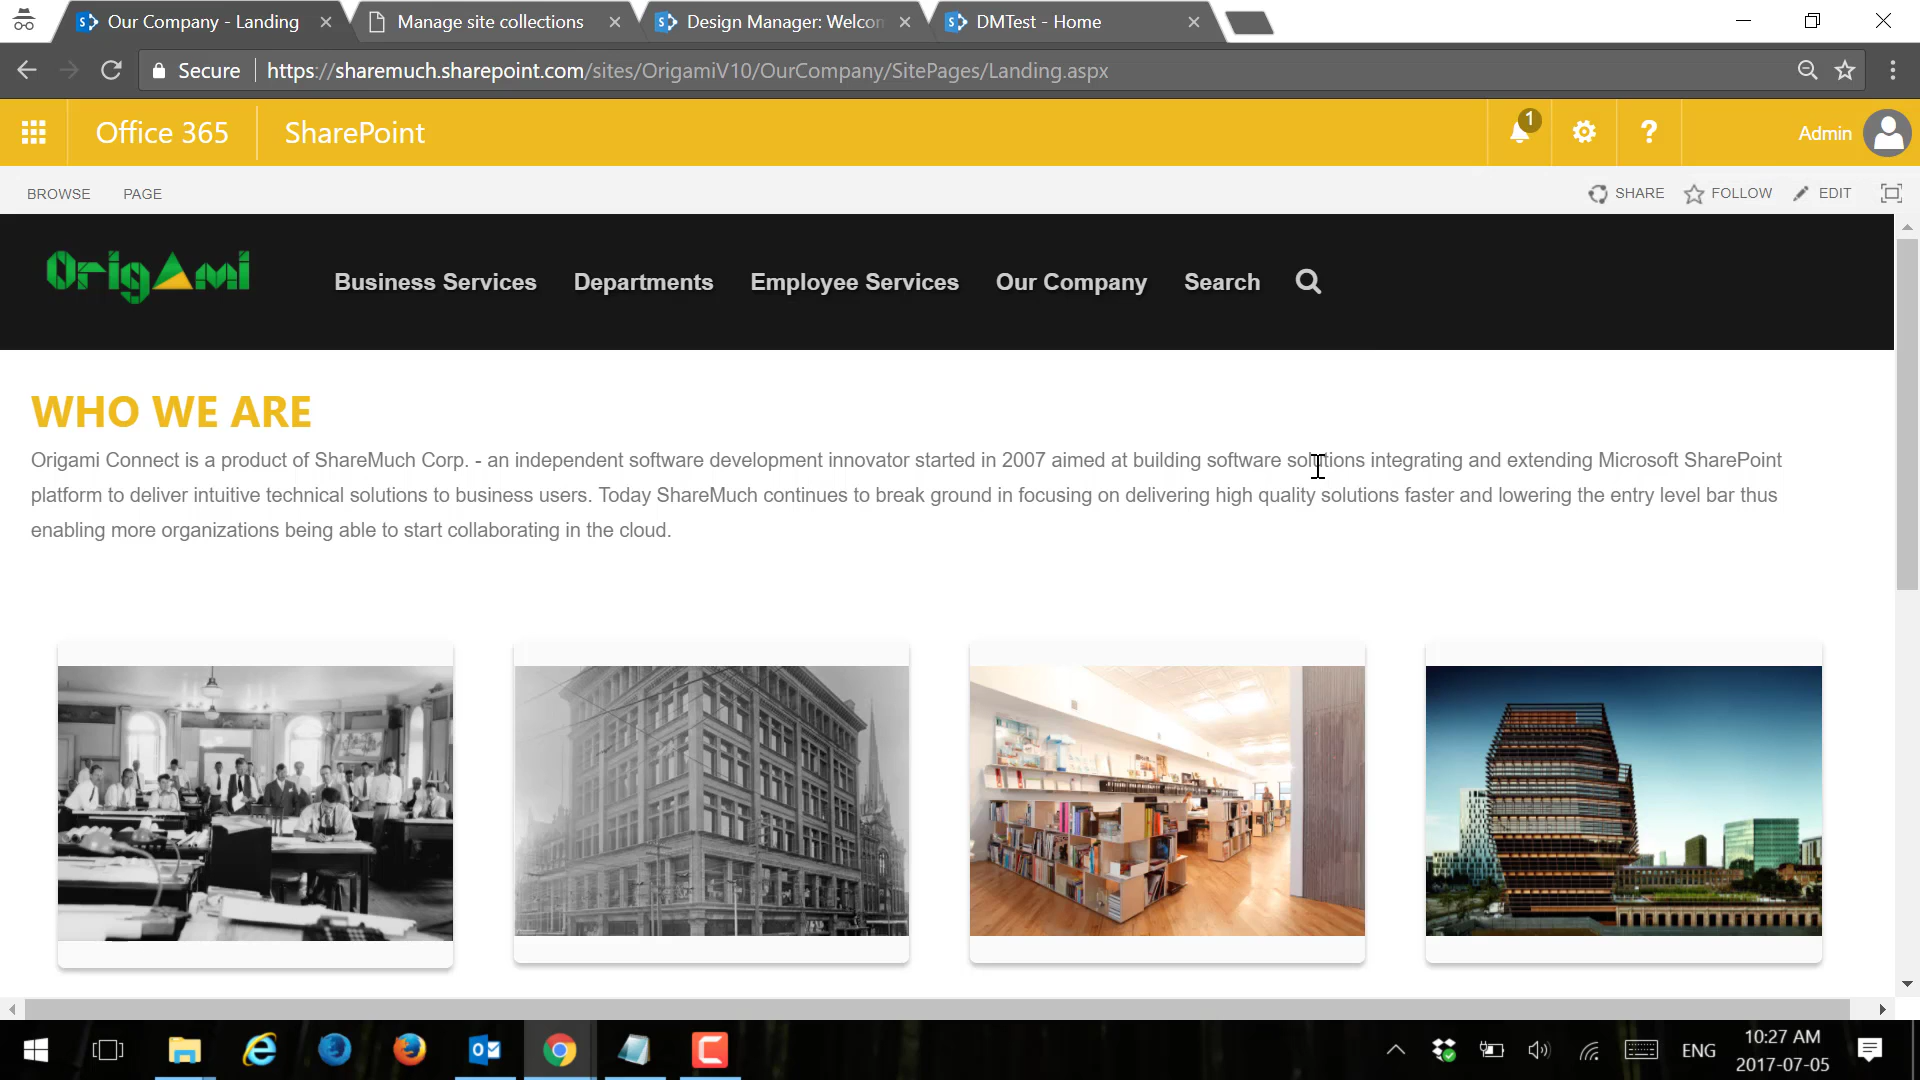 Our Company - Landing
Manage site collections
Design Manager: Welcon
DMTest - Home
Secure
https://sharemuch.sharepoint.com/sites/OrigamiV10/OurCompany/SitePages/Landing.aspx
Office 365
SharePoint
1
?
Admin
BROWSE
PAGE
SHARE
FOLLOW
EDIT
OrigAmi
Business Services
Departments
Employee Services
Our Company
Search
WHO WE ARE
Origami Connect is a product of ShareMuch Corp. - an independent software development innovator started in 2007 aimed at building software solutions integrating and extending Microsoft SharePoint
platform to deliver intuitive technical solutions to business users. Today ShareMuch continues to break ground in focusing on delivering high quality solutions faster and lowering the entry level bar thus
enabling more organizations being able to start collaborating in the cloud.
ENG
10:27 AM
2017-07-05